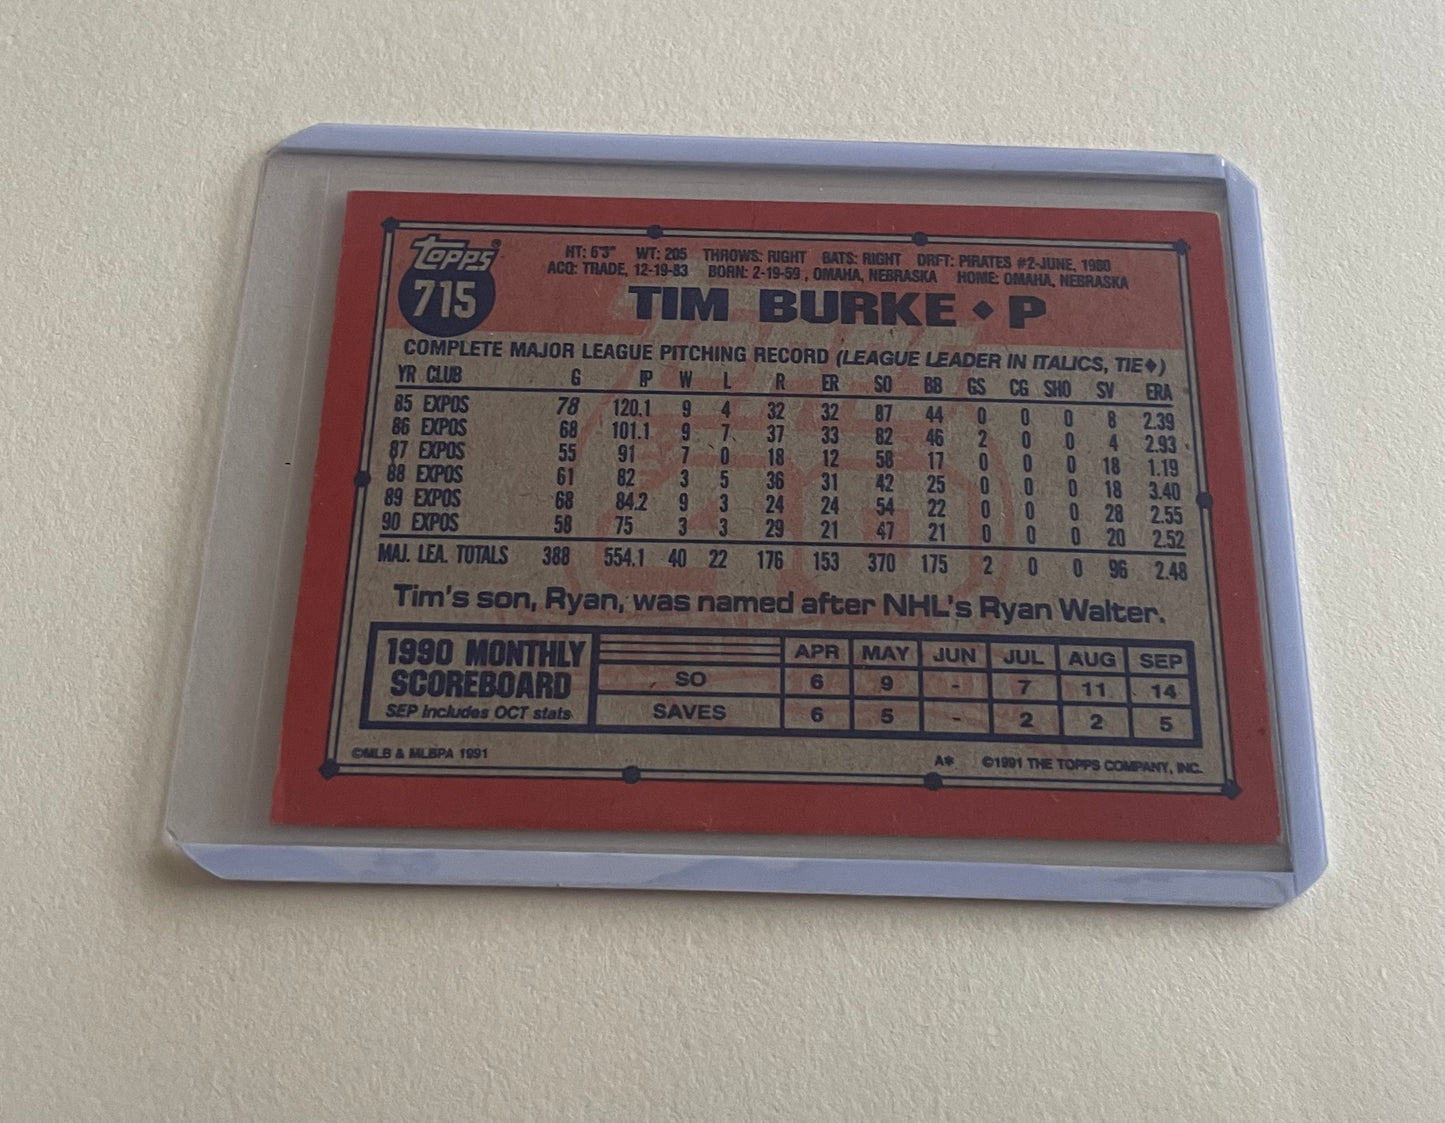 Topps®
715
HT: 6'3" WT: 205 THROWS: RIGHT BATS: RIGHT DRFT: PIRATES #2-JUNE, 1980
ACQ: TRADE, 12-19-83 BORN: 2-19-59, OMAHA, NEBRASKA HOME: OMAHA, NEBRASKA
TIM BURKE ◆ P
COMPLETE MAJOR LEAGUE PITCHING RECORD (LEAGUE LEADER IN ITALICS, TIE◆)
YR CLUB G IP W L R ER SO BB GS CG SHO SV ERA
85 EXPOS 78 120.1 9 4 32 32 87 44 0 0 0 8 2.39
86 EXPOS 68 101.1 9 7 37 33 82 46 2 0 0 4 2.93
87 EXPOS 55 91 7 0 18 12 58 17 0 0 0 18 1.19
88 EXPOS 61 82 3 5 36 31 42 25 0 0 0 18 3.40
89 EXPOS 68 84.2 9 3 24 24 54 22 0 0 0 28 2.55
90 EXPOS 58 75 3 3 29 21 47 21 0 0 0 20 2.52
MAJ. LEA. TOTALS 388 554.1 40 22 176 153 370 175 2 0 0 96 2.48
Tim's son, Ryan, was named after NHL's Ryan Walter.
1990 MONTHLY
SCOREBOARD
SEP includes OCT stats
APR MAY JUN JUL AUG SEP
SO 6 9 - 7 11 14
SAVES 6 5 - 2 2 5
©MLB & MLBPA 1991
A* ©1991 THE TOPPS COMPANY, INC.